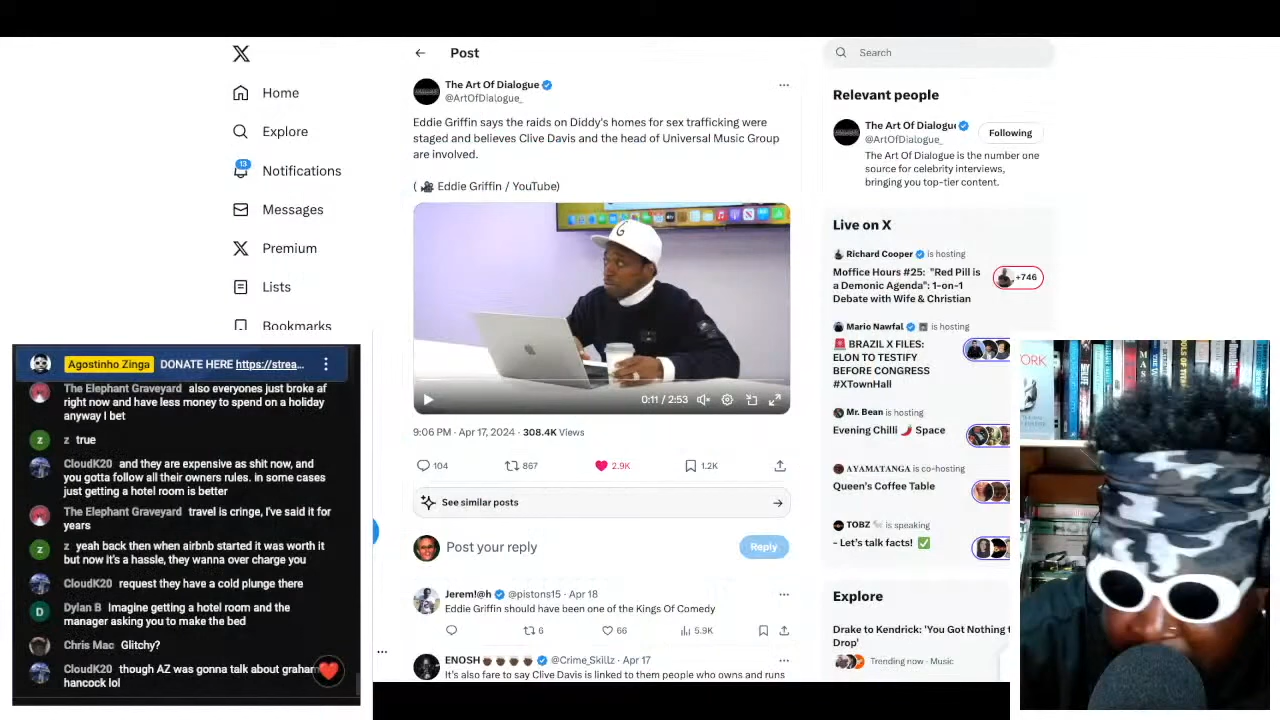 Home
Explore
13
Notifications
Messages
Premium
Lists
Bookmarks
Post
The Art Of Dialogue
@ArtOfDialogue_
Eddie Griffin says the raids on Diddy's homes for sex trafficking were
staged and believes Clive Davis and the head of Universal Music Group
are involved.
( Eddie Griffin / YouTube)
0:11 / 2:53
9:06 PM · Apr 17, 2024 · 308.4K Views
104
867
2.9K
1.2K
See similar posts
Post your reply
Reply
Jerem!@h @pistons15 · Apr 18
Eddie Griffin should have been one of the Kings Of Comedy
6
66
5.9K
ENOSH @Crime_Skillz · Apr 17
It's also fare to say Clive Davis is linked to them people who owns and runs
Search
Relevant people
The Art Of Dialogue
@ArtOfDialogue_
Following
The Art Of Dialogue is the number one
source for celebrity interviews,
bringing you top-tier content.
Live on X
Richard Cooper is hosting
Moffice Hours #25: "Red Pill is
a Demonic Agenda": 1-on-1
Debate with Wife & Christian
+746
Mario Nawfal is hosting
BRAZIL X FILES:
ELON TO TESTIFY
BEFORE CONGRESS
#XTownHall
Mr. Bean is hosting
Evening Chilli 🌶️ Space
AYAMATANGA is co-hosting
Queen's Coffee Table
TOBZ is speaking
- Let's talk facts! ✅
Explore
Drake to Kendrick: 'You Got Nothing t
Drop'
Trending now · Music
Agostinho Zinga DONATE HERE https://strea...
The Elephant Graveyard also everyones just broke af
right now and have less money to spend on a holiday
anyway I bet
z true
CloudK20 and they are expensive as shit now, and
you gotta follow all their owners rules. in some cases
just getting a hotel room is better
The Elephant Graveyard travel is cringe, I've said it for
years
z yeah back then when airbnb started it was worth it
but now it's a hassle, they wanna over charge you
CloudK20 request they have a cold plunge there
Dylan B Imagine getting a hotel room and the
manager asking you to make the bed
Chris Mac Glitchy?
CloudK20 though AZ was gonna talk about graham
hancock lol